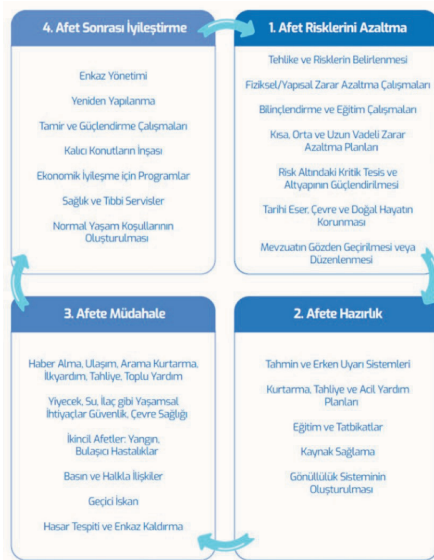 4. Afet Sonrası İyileştirme
Enkaz Yönetimi
Yeniden Yapılanma
Tamir ve Güçlendirme Çalışmaları
Kalıcı Konutların İnşası
Ekonomik İyileşme için Programlar
Sağlık ve Tıbbi Servisler
Normal Yaşam Koşullarının
Oluşturulması
1. Afet Risklerini Azaltma
Tehlike ve Risklerin Belirlenmesi
Fiziksel/Yapısal Zarar Azaltma Çalışmaları
Bilinçlendirme ve Eğitim Çalışmaları
Kısa, Orta ve Uzun Vadeli Zarar
Azaltma Planları
Risk Altındaki Kritik Tesis ve
Altyapının Güçlendirilmesi
Tarihi Eser, Çevre ve Doğal Hayatın
Korunması
Mevzuatın Gözden Geçirilmesi veya
Düzenlenmesi
3. Afete Müdahale
Haber Alma, Ulaşım, Arama Kurtarma,
İlkyardım, Tahliye, Toplu Yardım
Yiyecek, Su, İlaç gibi Yaşamsal
İhtiyaçlar Güvenlik, Çevre Sağlığı
İkincil Afetler: Yangın,
Bulaşıcı Hastalıklar
Basın ve Halkla İlişkiler
Geçici İskan
Hasar Tespiti ve Enkaz Kaldırma
2. Afete Hazırlık
Tahmin ve Erken Uyarı Sistemleri
Kurtarma, Tahliye ve Acil Yardım
Planları
Eğitim ve Tatbikatlar
Kaynak Sağlama
Gönüllülük Sisteminin
Oluşturulması